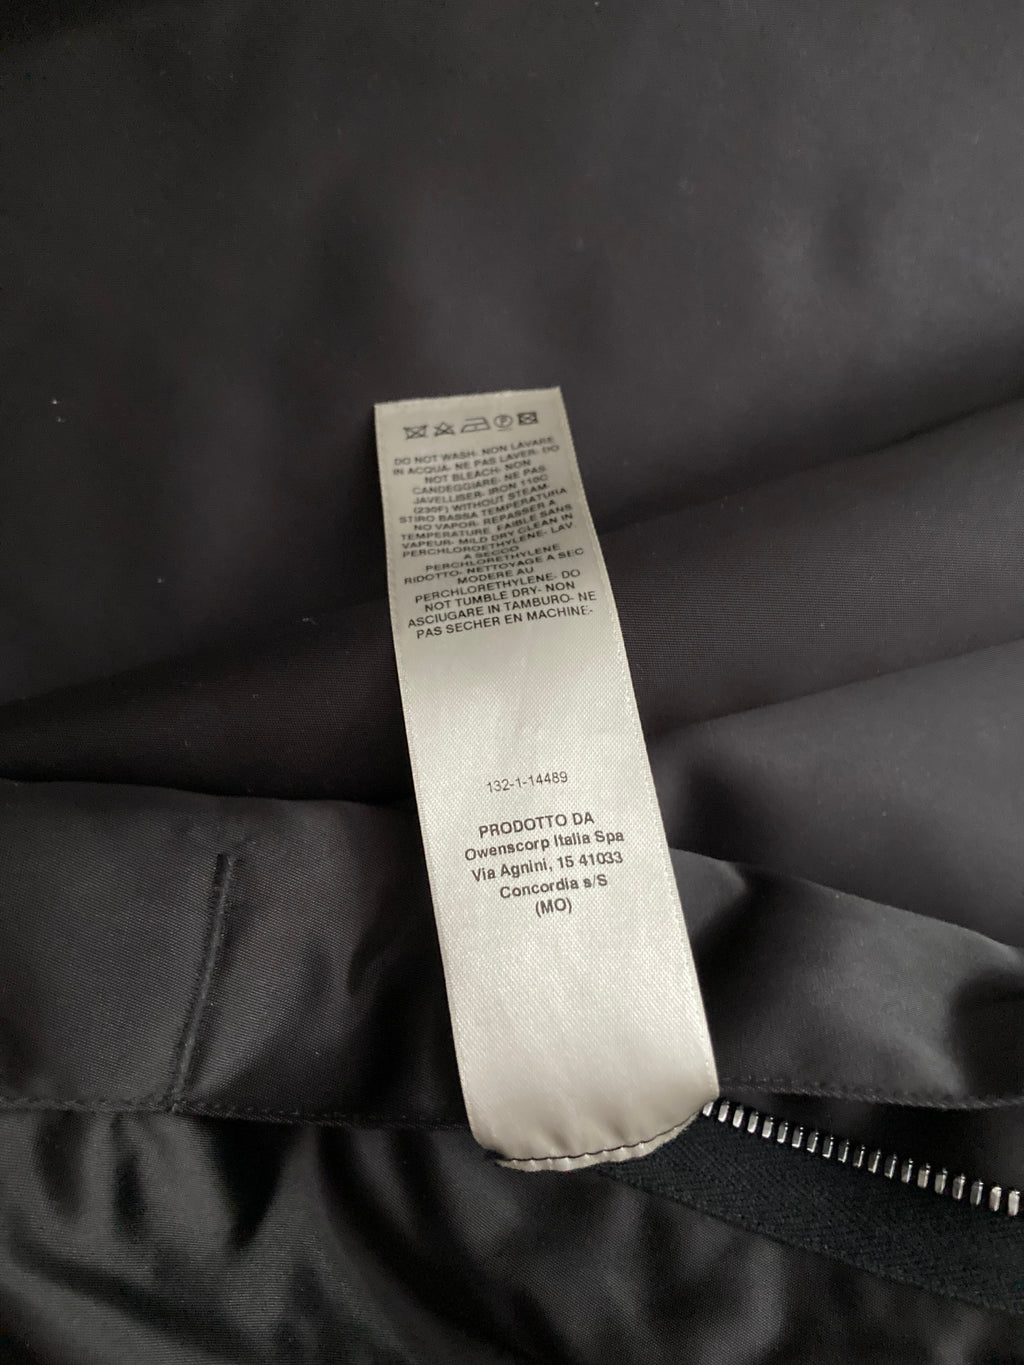 DO NOT WASH- NON LAVARE
IN ACQUA- NE PAS LAVER- DO
NOT BLEACH- NON
CANDEGGIARE- NE PAS
JAVELLISER- IRON 110C
(230F) WITHOUT STEAM-
STIRO BASSA TEMPERATURA
NO VAPOR- REPASSER A
TEMPERATURE FAIBLE SANS
VAPEUR- MILD DRY CLEAN IN
PERCHLOROETHYLENE- LAV.
A SECCO
PERCHLORETHYLENE
RIDOTTO- NETTOYAGE A SEC
MODERE AU
PERCHLORETHYLENE- DO
NOT TUMBLE DRY- NON
ASCIUGARE IN TAMBURO- NE
PAS SECHER EN MACHINE-
132-1-14489
PRODOTTO DA
Owenscorp Italia Spa
Via Agnini, 15 41033
Concordia s/S
(MO)